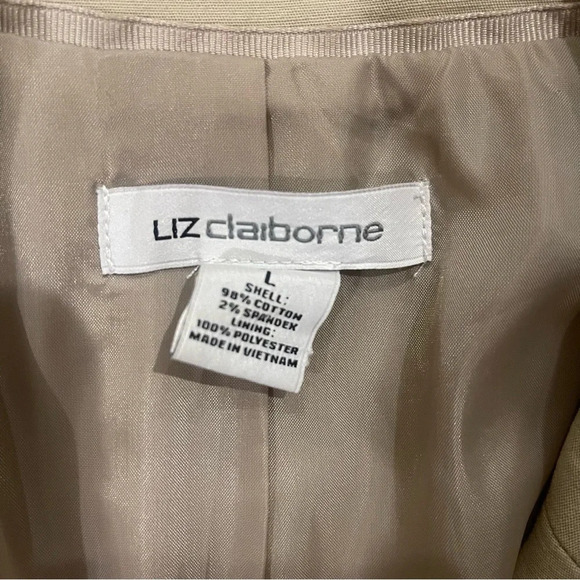 LIZ claiborne
L
SHELL:
98% COTTON
2% SPANDEX
LINING:
100% POLYESTER
MADE IN VIETNAM